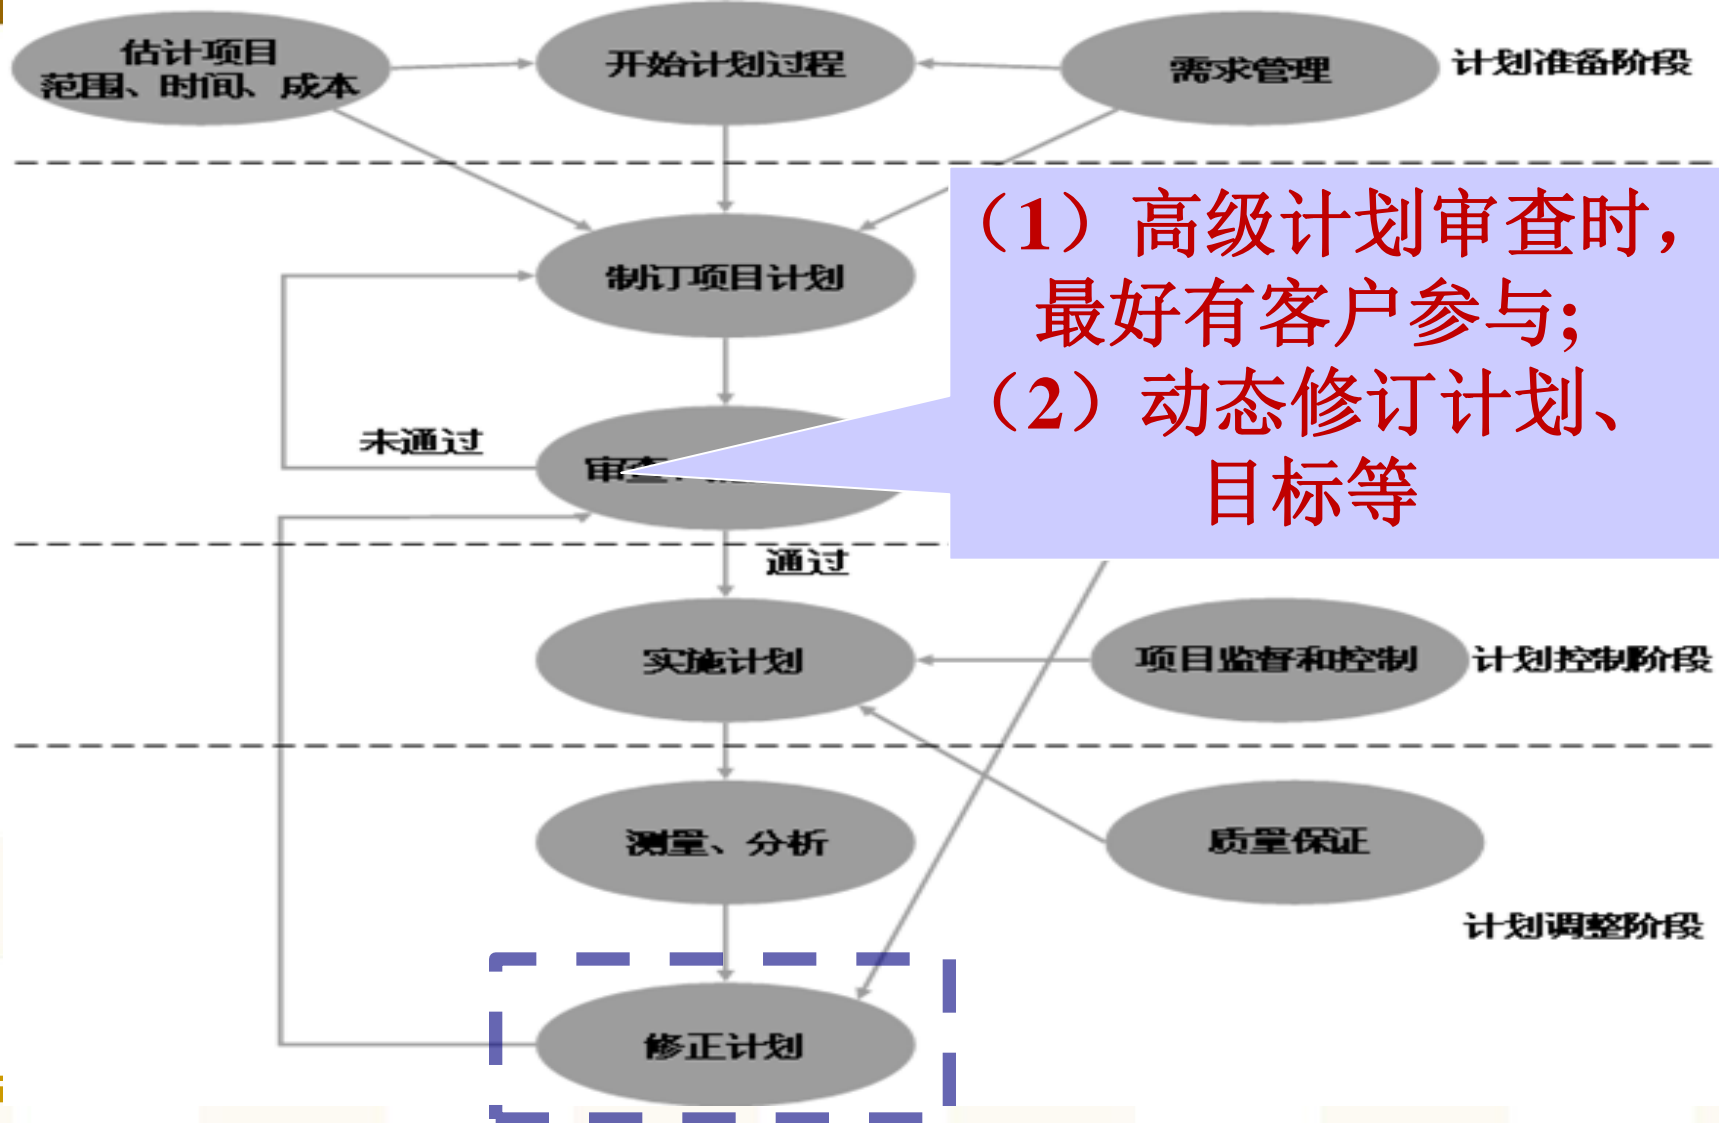 估计项目
范围、时间、成本
开始计划过程
需求管理
计划准备阶段
（1）高级计划审查时，
最好有客户参与；
（2）动态修订计划、
目标等
制订项目计划
未通过
审查
通过
实施计划
项目监督和控制
计划控制阶段
测量、分析
质量保证
计划调整阶段
修正计划